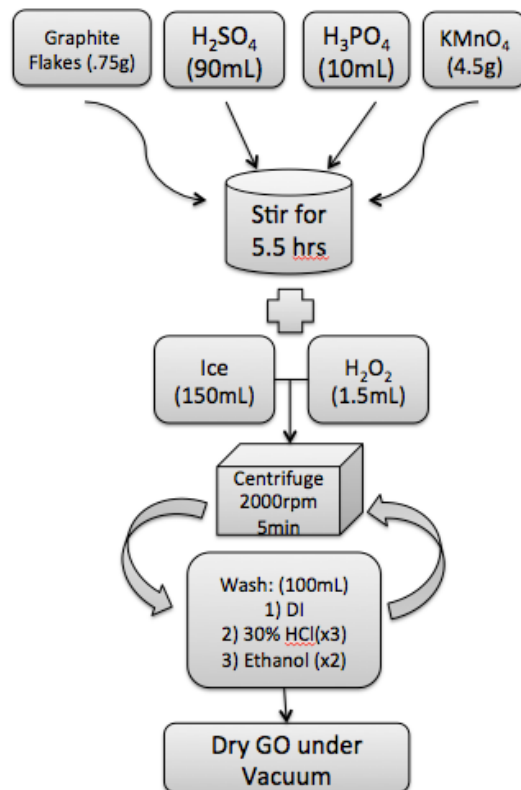 Graphite
Flakes (.75g)
H₂SO₄
(90mL)
H₃PO₄
(10mL)
KMnO₄
(4.5g)
Stir for
5.5 hrs
Ice
(150mL)
H₂O₂
(1.5mL)
Centrifuge
2000rpm
5min
Wash: (100mL)
1) DI
2) 30% HCl(x3)
3) Ethanol (x2)
Dry GO under
Vacuum